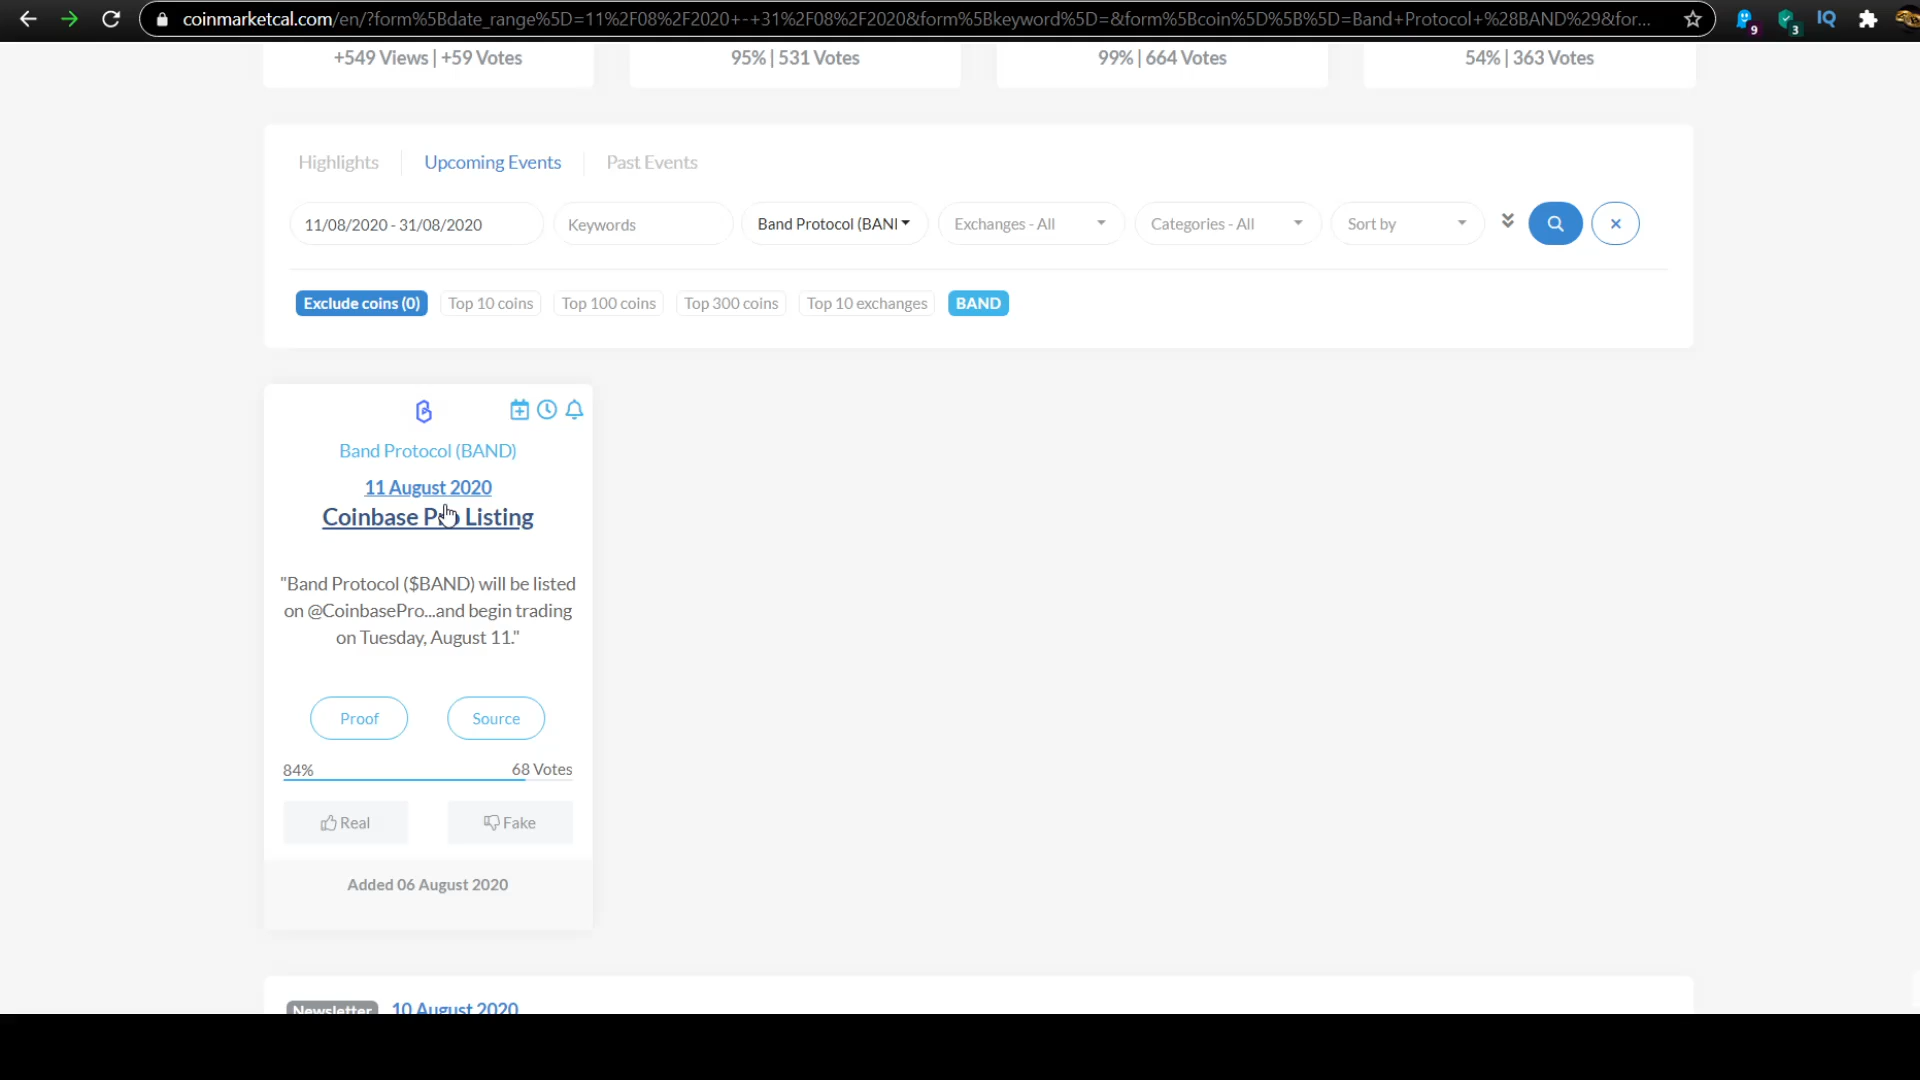 coinmarketcal.com/en/?form%5Bdate_range%5D=11%2F08%2F2020+-+31%2F08%2F2020&form%5Bkeyword%5D=&form%5Bcoin%5D%5B%5D=Band+Protocol+%28BAND%29&for...
9
3
IQ
+549 Views | +59 Votes
95% | 531 Votes
99% | 664 Votes
54% | 363 Votes
Highlights
Upcoming Events
Past Events
11/08/2020 - 31/08/2020
Keywords
Band Protocol (BANI
Exchanges - All
Categories - All
Sort by
Exclude coins (0)
Top 10 coins
Top 100 coins
Top 300 coins
Top 10 exchanges
BAND
Band Protocol (BAND)
11 August 2020
Coinbase Pro Listing
"Band Protocol ($BAND) will be listed
on @CoinbasePro...and begin trading
on Tuesday, August 11."
Proof
Source
84%
68 Votes
Real
Fake
Added 06 August 2020
Newsletter
10 August 2020